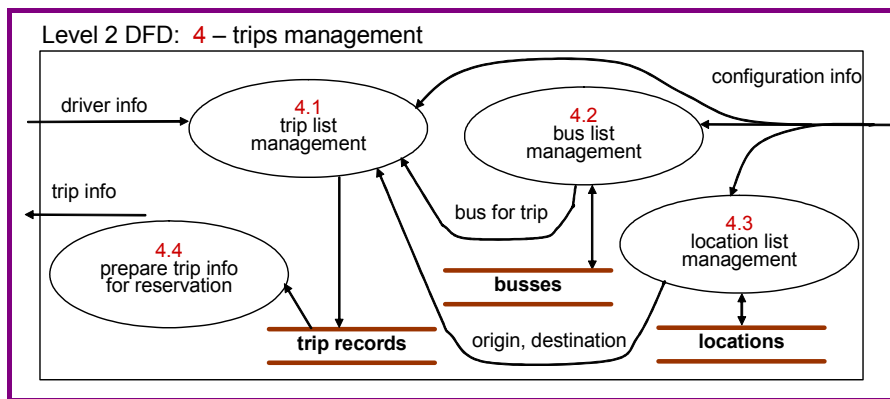 Level 2 DFD: 4 – trips management
configuration info
driver info
4.1
trip list
management
4.2
bus list
management
trip info
bus for trip
4.3
location list
management
4.4
prepare trip info
for reservation
busses
trip records
origin, destination
locations